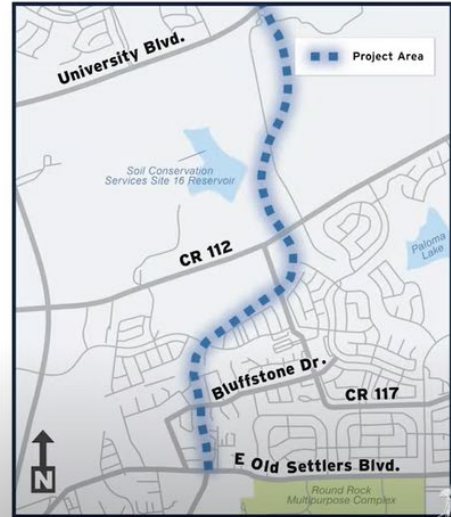 University Blvd.
Project Area
Soil Conservation
Services Site 16 Reservoir
Paloma
Lake
CR 112
Bluffstone Dr.
CR 117
E Old Settlers Blvd.
N
Round Rock
Multipurpose Complex